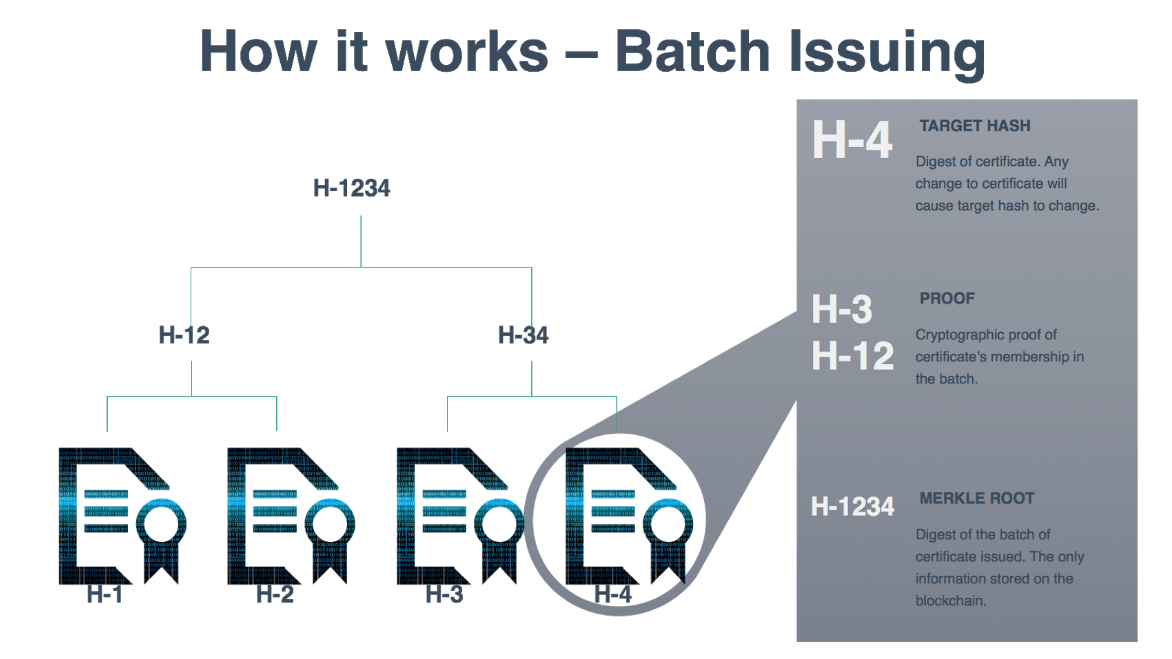 How it works – Batch Issuing
H-1234
H-12
H-34
H-1
H-2
H-3
H-4
H-4
TARGET HASH
Digest of certificate. Any
change to certificate will
cause target hash to change.
H-3
H-12
PROOF
Cryptographic proof of
certificate's membership in
the batch.
H-1234
MERKLE ROOT
Digest of the batch of
certificate issued. The only
information stored on the
blockchain.